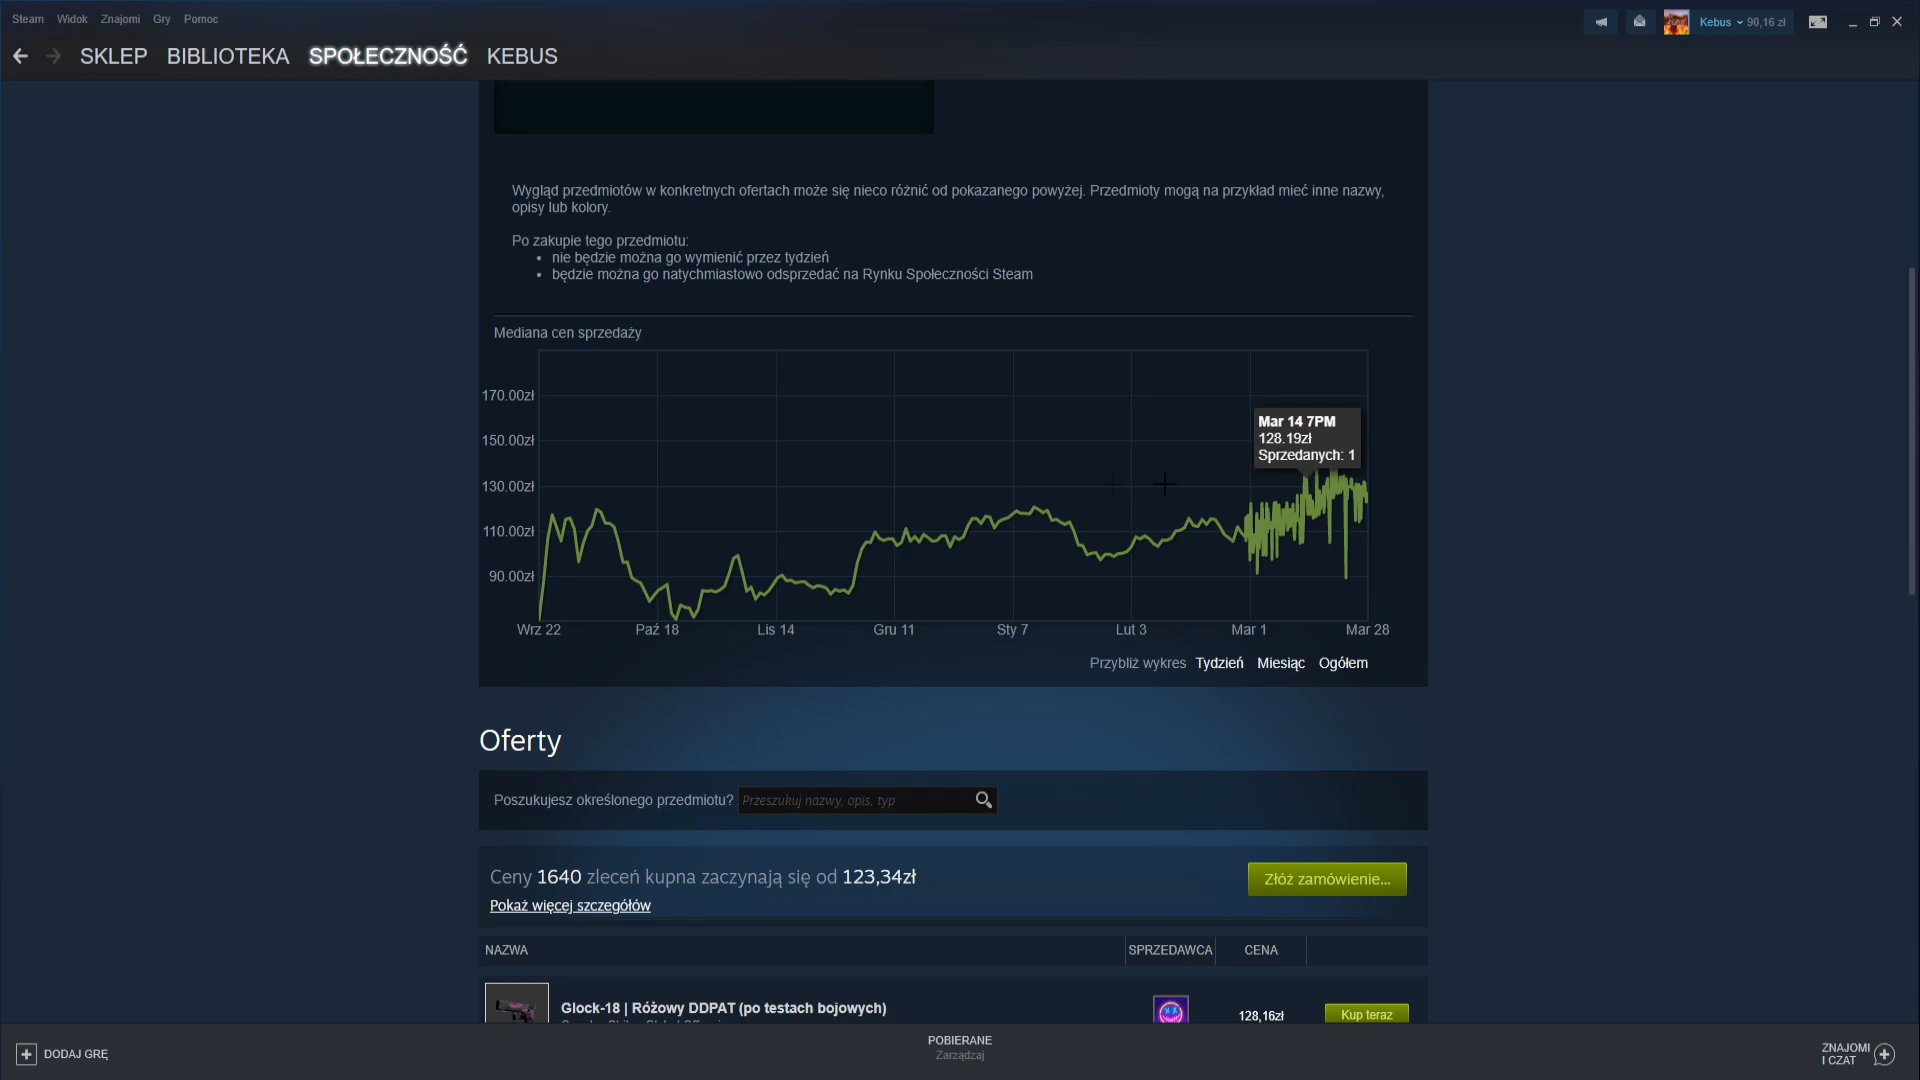 Steam Widok Znajomi Gry Pomoc
Kebus 90,16 zł
SKLEP BIBLIOTEKA SPOŁECZNOŚĆ KEBUS
Wygląd przedmiotów w konkretnych ofertach może się nieco różnić od pokazanego powyżej. Przedmioty mogą na przykład mieć inne nazwy,
opisy lub kolory.
Po zakupie tego przedmiotu:
• nie będzie można go wymienić przez tydzień
• będzie można go natychmiastowo odsprzedać na Rynku Społeczności Steam
Mediana cen sprzedaży
170.00zł
150.00zł
130.00zł
110.00zł
90.00zł
Mar 14 7PM
128.19zł
Sprzedanych: 1
Wrz 22 Paź 18 Lis 14 Gru 11 Sty 7 Lut 3 Mar 1 Mar 28
Przybliż wykres Tydzień Miesiąc Ogółem
Oferty
Poszukujesz określonego przedmiotu? Przeszukuj nazwy, opis, typ
Ceny 1640 zleceń kupna zaczynają się od 123,34zł
Złóż zamówienie...
Pokaż więcej szczegółów
NAZWA SPRZEDAWCA CENA
Glock-18 | Różowy DDPAT (po testach bojowych)
128,16zł Kup teraz
DODAJ GRĘ
POBIERANE
Zarządzaj
ZNAJOMI
I CZAT